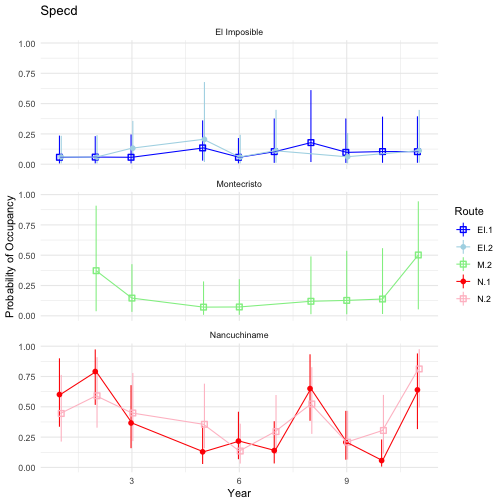 Specd
El Imposible
1.00
0.75
0.50
0.25
0.00
Montecristo
1.00
0.75
0.50
0.25
0.00
Nancuchiname
1.00
0.75
0.50
0.25
0.00
3
6
9
Year
Probability of Occupancy
Route
EI.1
EI.2
M.2
N.1
N.2